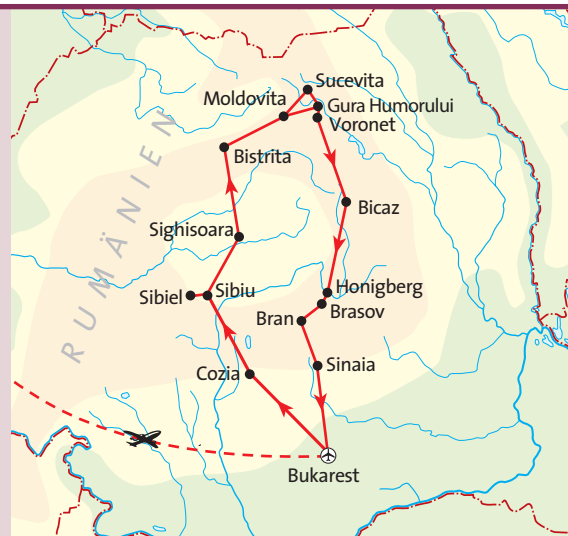 Sucevita
Moldovita
Gura Humorului
Voronet
Bistrita
RUMÄNIEN
Bicaz
Sighisoara
Sibiel
Sibiu
Honigberg
Brasov
Bran
Sinaia
Cozia
Bukarest